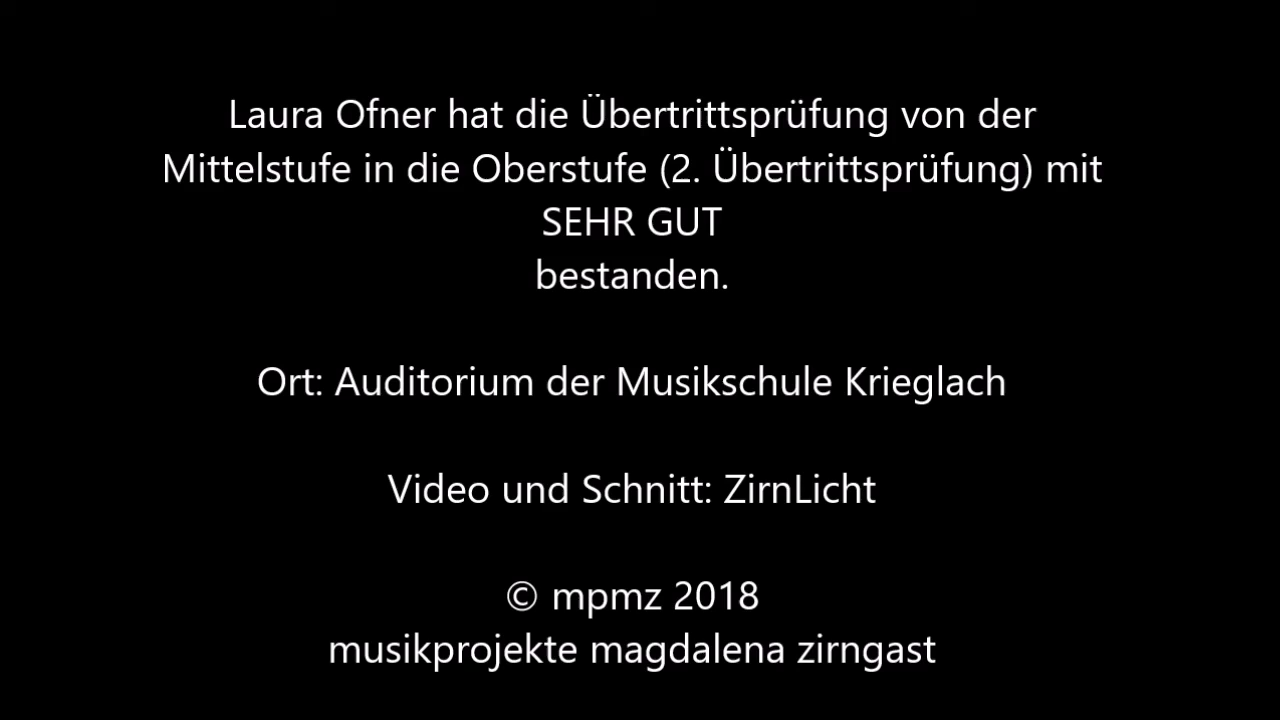 Laura Ofner hat die Übertrittsprüfung von der
Mittelstufe in die Oberstufe (2. Übertrittsprüfung) mit
SEHR GUT
bestanden.
Ort: Auditorium der Musikschule Krieglach
Video und Schnitt: ZirnLicht
© mpmz 2018
musikprojekte magdalena zirngast